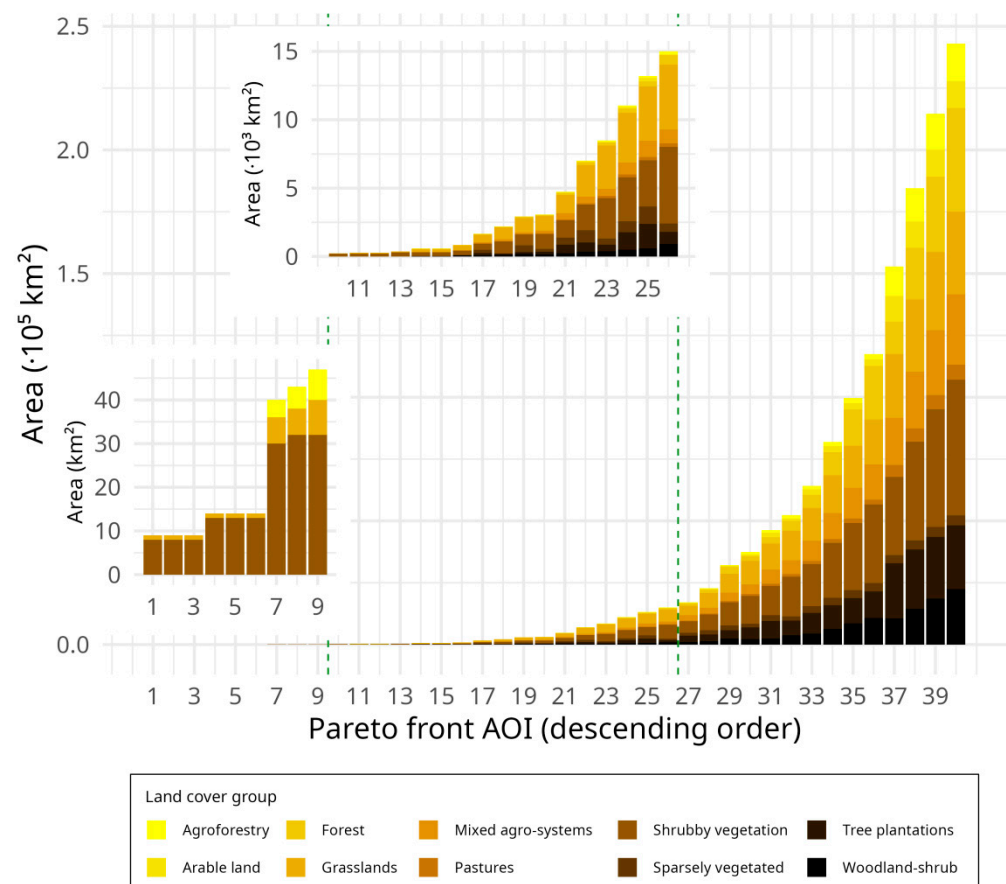 2.5
2.0
1.5
0.0
Area (·10⁵ km²)
15
10
5
0
Area (·10³ km²)
11 13 15 17 19 21 23 25
40
30
20
10
0
Area (km²)
1 3 5 7 9
1 3 5 7 9 11 13 15 17 19 21 23 25 27 29 31 33 35 37 39
Pareto front AOI (descending order)
Land cover group
Agroforestry Forest Mixed agro-systems Shrubby vegetation Tree plantations
Arable land Grasslands Pastures Sparsely vegetated Woodland-shrub